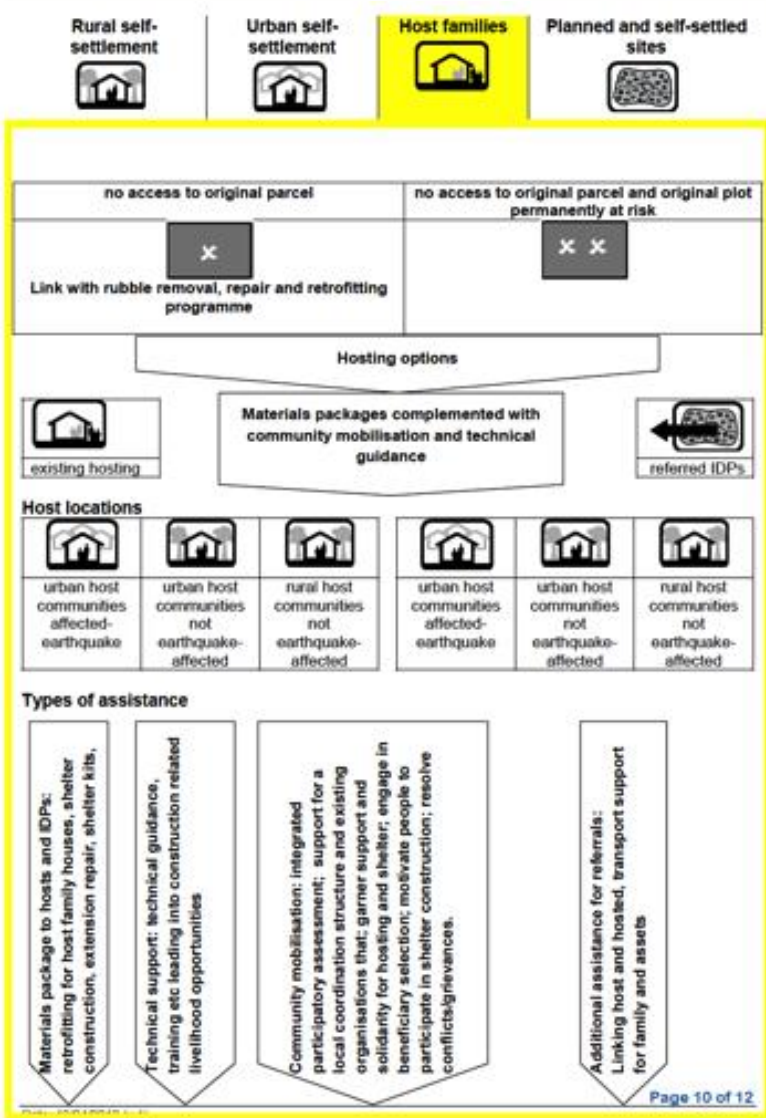 Rural self-
settlement
Urban self-
settlement
Host families
Planned and self-settled
sites
no access to original parcel
no access to original parcel and original plot
permanently at risk
x
x x
Link with rubble removal, repair and retrofitting
programme
Hosting options
Materials packages complemented with
community mobilisation and technical
guidance
existing hosting
referred IDPs
Host locations
urban host
communities
affected-
earthquake
urban host
communities
not
earthquake-
affected
rural host
communities
not
earthquake-
affected
urban host
communities
affected-
earthquake
urban host
communities
not
earthquake-
affected
rural host
communities
not
earthquake-
affected
Types of assistance
Materials package to hosts and IDPs:
retrofitting for host family houses, shelter
construction, extension repair, shelter kits,
Technical support: technical guidance,
training etc leading into construction related
livelihood opportunities
Community mobilisation: integrated
participatory assessment; support for a
local coordination structure and existing
organisations that; garner support and
solidarity for hosting and shelter; engage in
beneficiary selection; motivate people to
participate in shelter construction; resolve
conflicts/grievances.
Additional assistance for referrals:
Linking host and hosted, transport support
for family and assets
Page 10 of 12